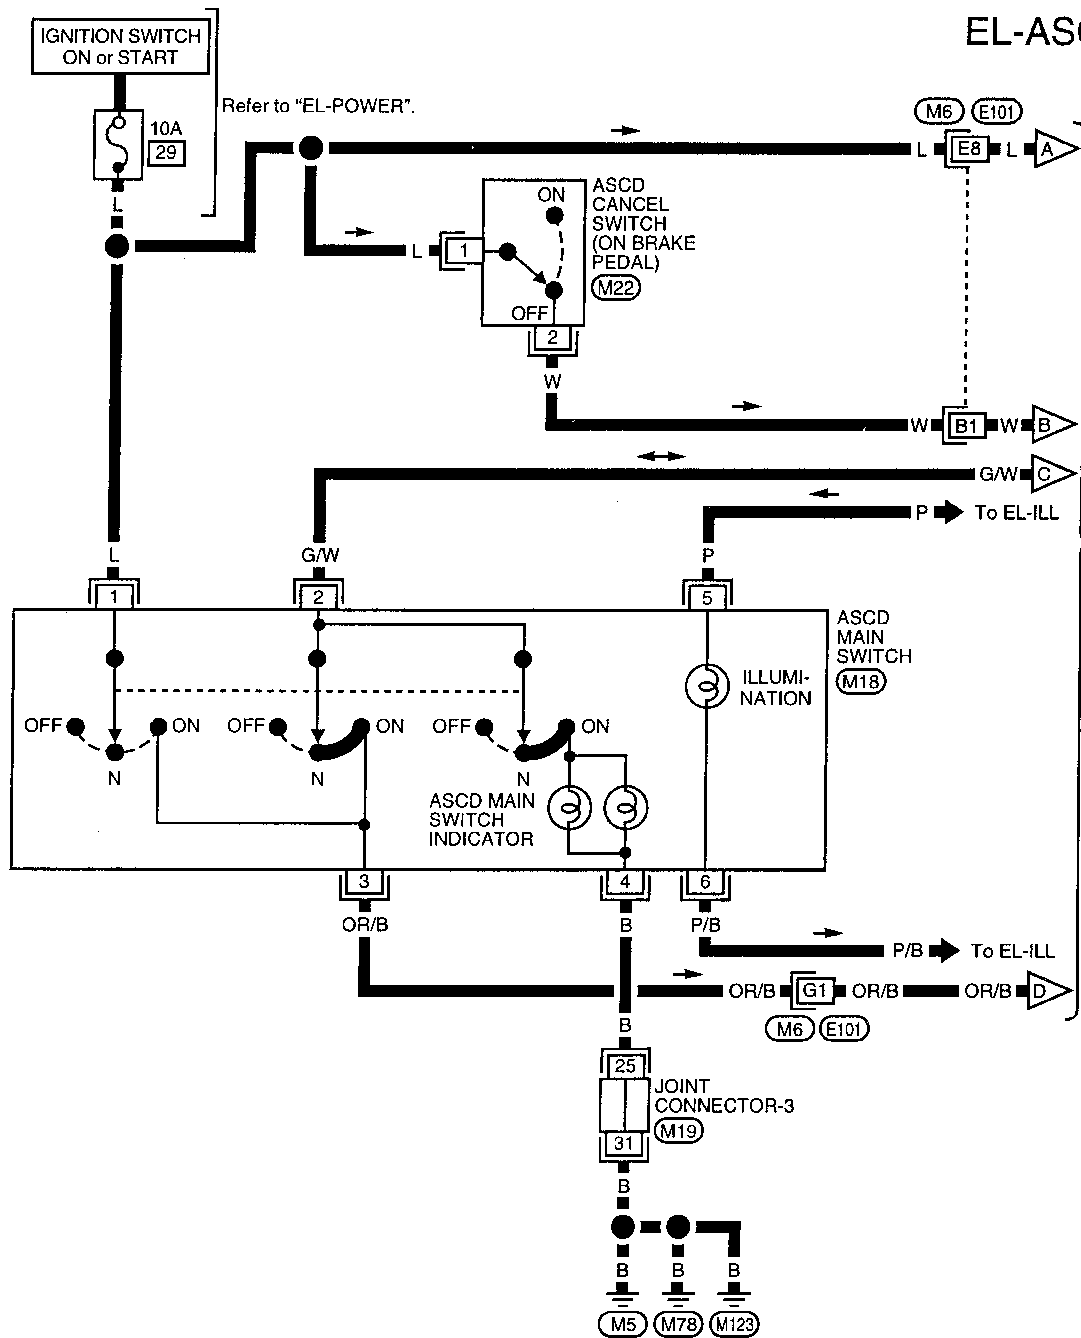 EL-ASC
IGNITION SWITCH
ON or START
Refer to "EL-POWER".
10A
29
L
M6 E101
L E8 L A
ASCD
CANCEL
SWITCH
(ON BRAKE
PEDAL)
M22
ON
L 1
OFF
2
W
W B1 W B
G/W C
P To EL-ILL
L
G/W
P
1
2
5
ASCD
MAIN
SWITCH
M18
ILLUMI-
NATION
OFF ON
N
OFF ON
N
OFF ON
N
ASCD MAIN
SWITCH
INDICATOR
3
4
6
OR/B
B
P/B
P/B To EL-ILL
OR/B G1 OR/B OR/B D
M6 E101
B
25
JOINT
CONNECTOR-3
M19
31
B
B B B
M5 M78 M123